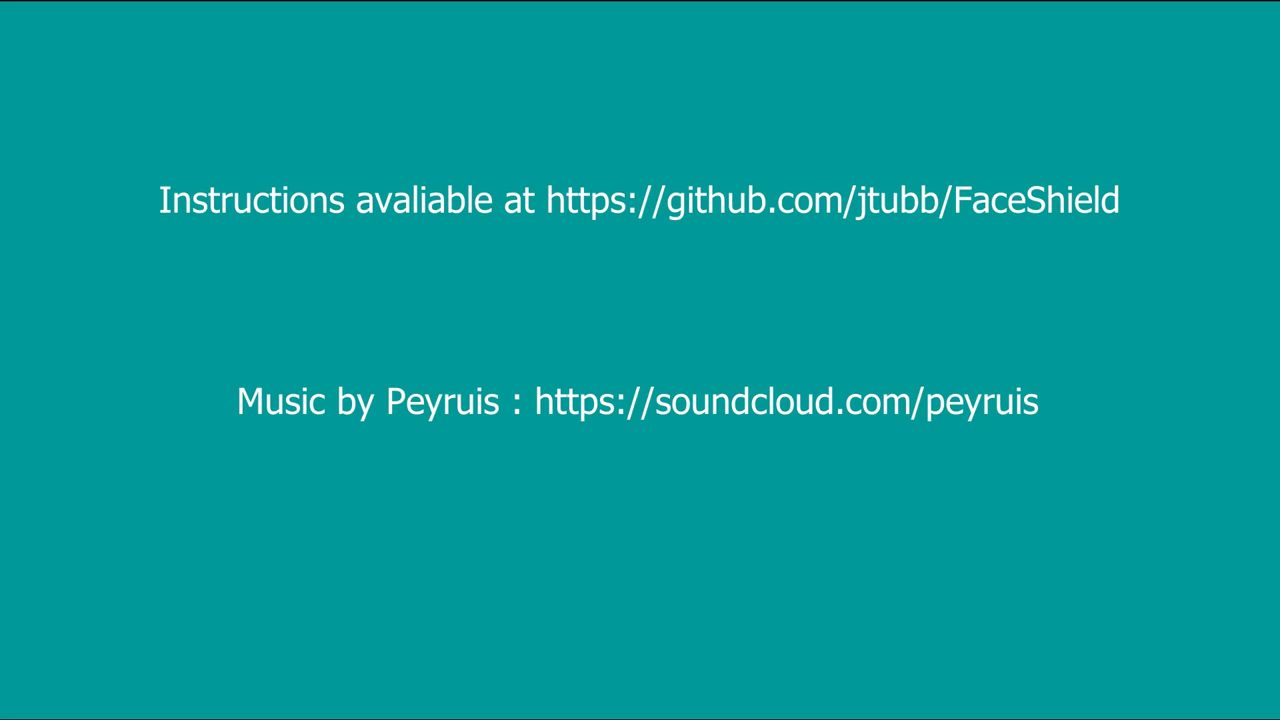 Instructions avaliable at https://github.com/jtubb/FaceShield
Music by Peyruis : https://soundcloud.com/peyruis